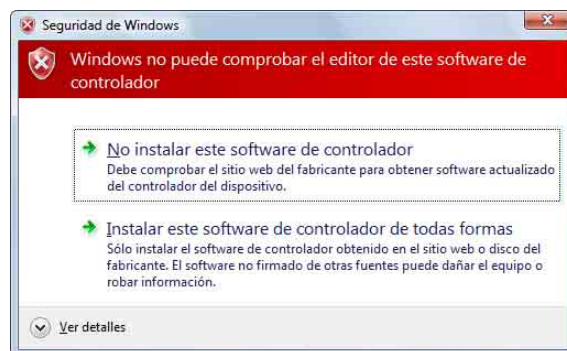 Seguridad de Windows
Windows no puede comprobar el editor de este software de
controlador
No instalar este software de controlador
Debe comprobar el sitio web del fabricante para obtener software actualizado
del controlador del dispositivo.
Instalar este software de controlador de todas formas
Sólo instalar el software de controlador obtenido en el sitio web o disco del
fabricante. El software no firmado de otras fuentes puede dañar el equipo o
robar información.
Ver detalles